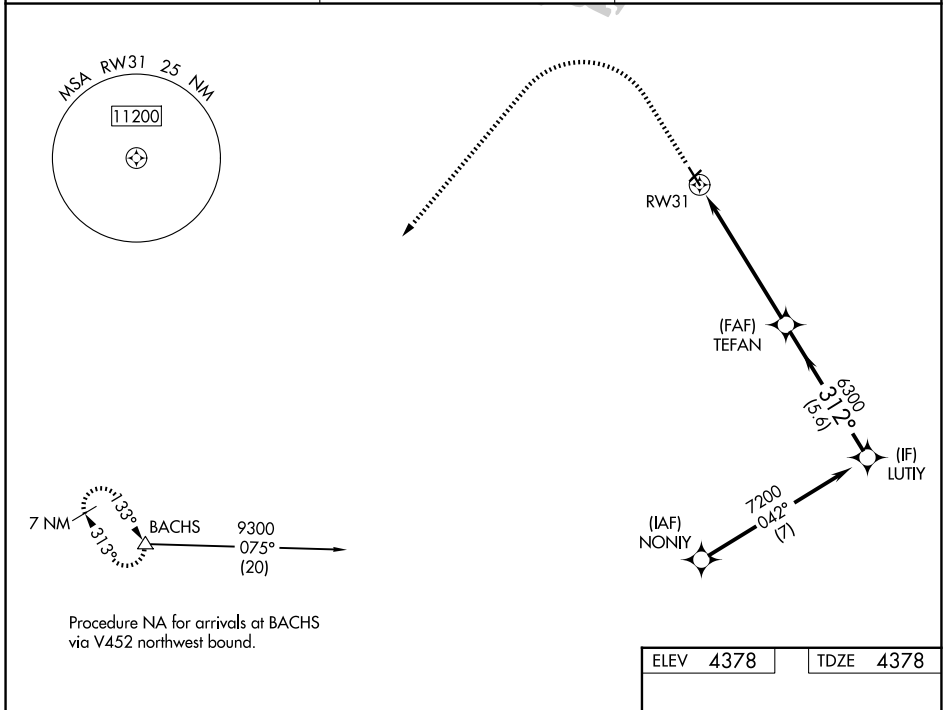 MSA RW31 25 NM
11200
RW31
(FAF)
TEFAN
6300
312°
(5.6)
(IF)
LUTIY
7200
042°
(7)
(IAF)
NONIY
7 NM
133°
313°
BACHS
9300
075°
(20)
Procedure NA for arrivals at BACHS
via V452 northwest bound.
ELEV 4378
TDZE 4378